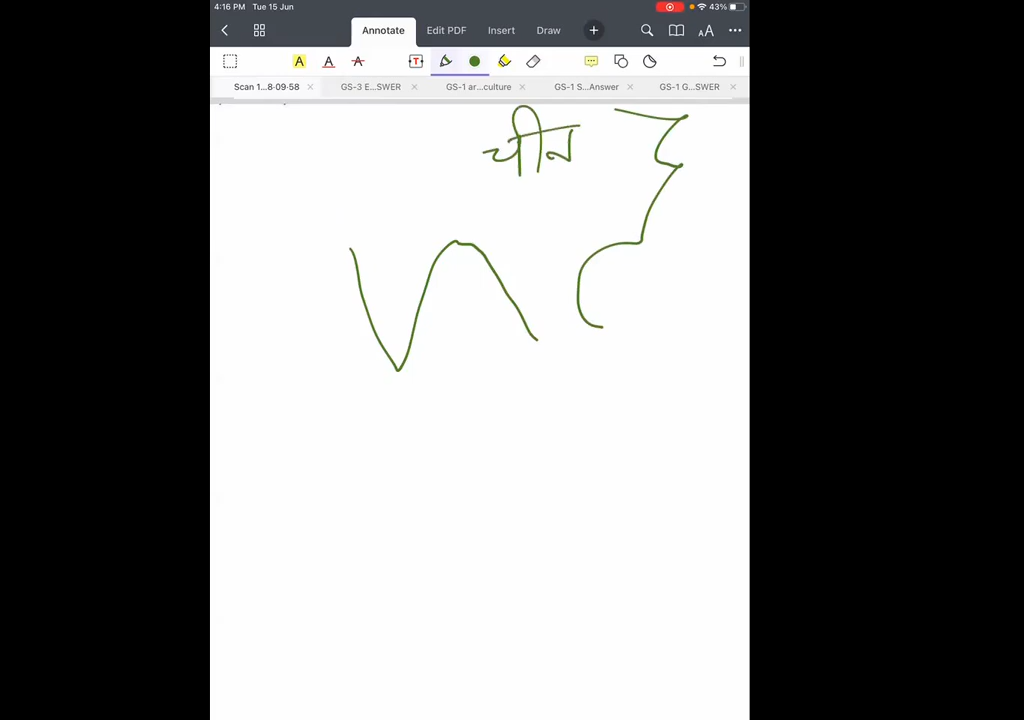 4:16 PM Tue 15 Jun 43%
Annotate Edit PDF Insert Draw
A A A T
Scan 1...8-09-58 GS-3 E...SWER GS-1 ar...culture GS-1 S...Answer GS-1 G...SWER
चीन